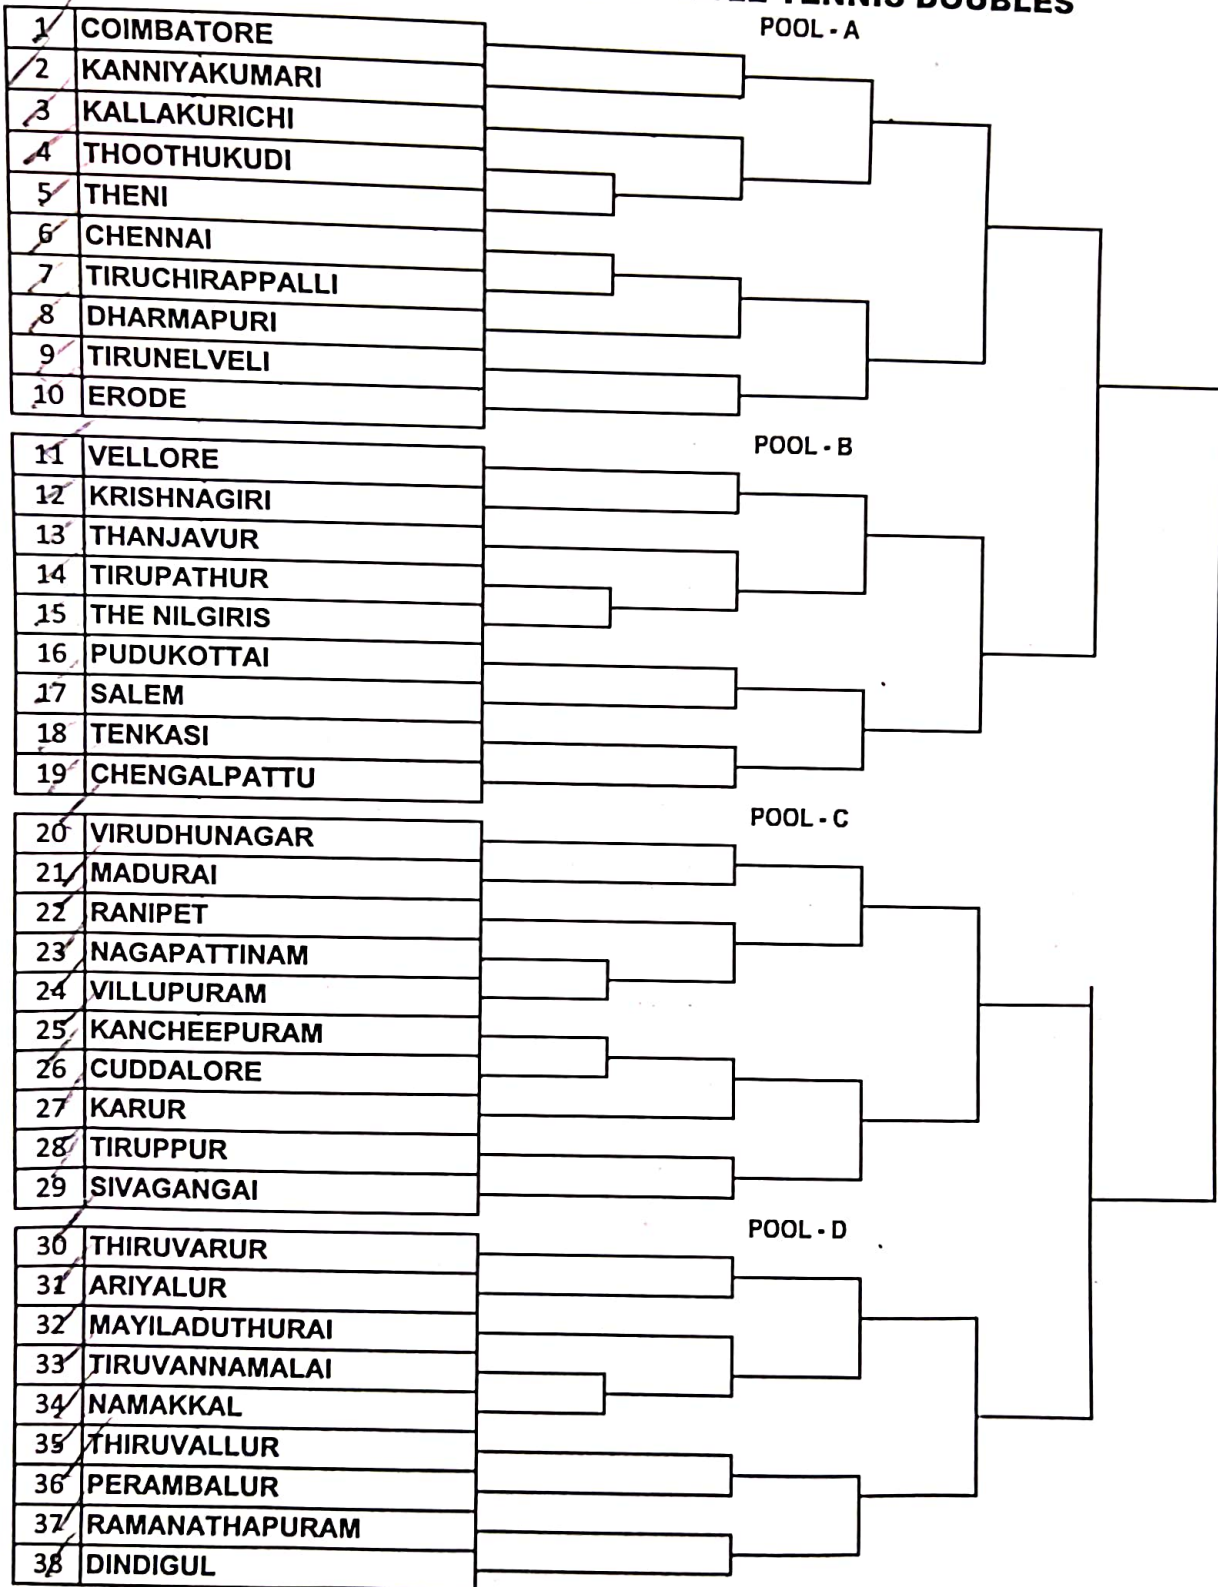 TENNIS DOUBLES
POOL - A
1 COIMBATORE
2 KANNIYAKUMARI
3 KALLAKURICHI
4 THOOTHUKUDI
5 THENI
6 CHENNAI
7 TIRUCHIRAPPALLI
8 DHARMAPURI
9 TIRUNELVELI
10 ERODE
POOL - B
11 VELLORE
12 KRISHNAGIRI
13 THANJAVUR
14 TIRUPATHUR
15 THE NILGIRIS
16 PUDUKOTTAI
17 SALEM
18 TENKASI
19 CHENGALPATTU
POOL - C
20 VIRUDHUNAGAR
21 MADURAI
22 RANIPET
23 NAGAPATTINAM
24 VILLUPURAM
25 KANCHEEPURAM
26 CUDDALORE
27 KARUR
28 TIRUPPUR
29 SIVAGANGAI
POOL - D
30 THIRUVARUR
31 ARIYALUR
32 MAYILADUTHURAI
33 TIRUVANNAMALAI
34 NAMAKKAL
35 THIRUVALLUR
36 PERAMBALUR
37 RAMANATHAPURAM
38 DINDIGUL